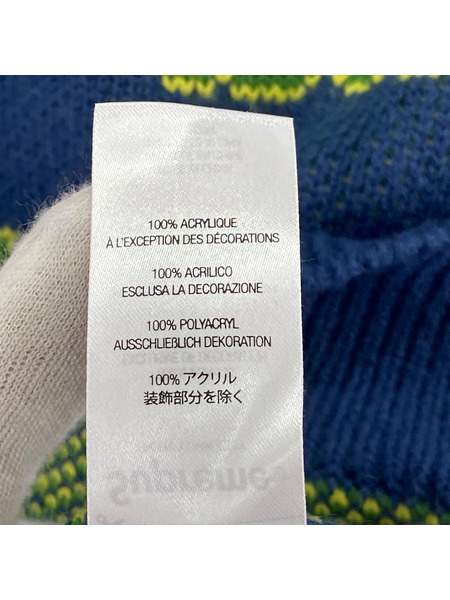 100% ACRYLIQUE
À L'EXCEPTION DES DÉCORATIONS
100% ACRILICO
ESCLUSA LA DECORAZIONE
100% POLYACRYL
AUSSCHLIEßLICH DEKORATION
100% アクリル
装飾部分を除く
Supreme